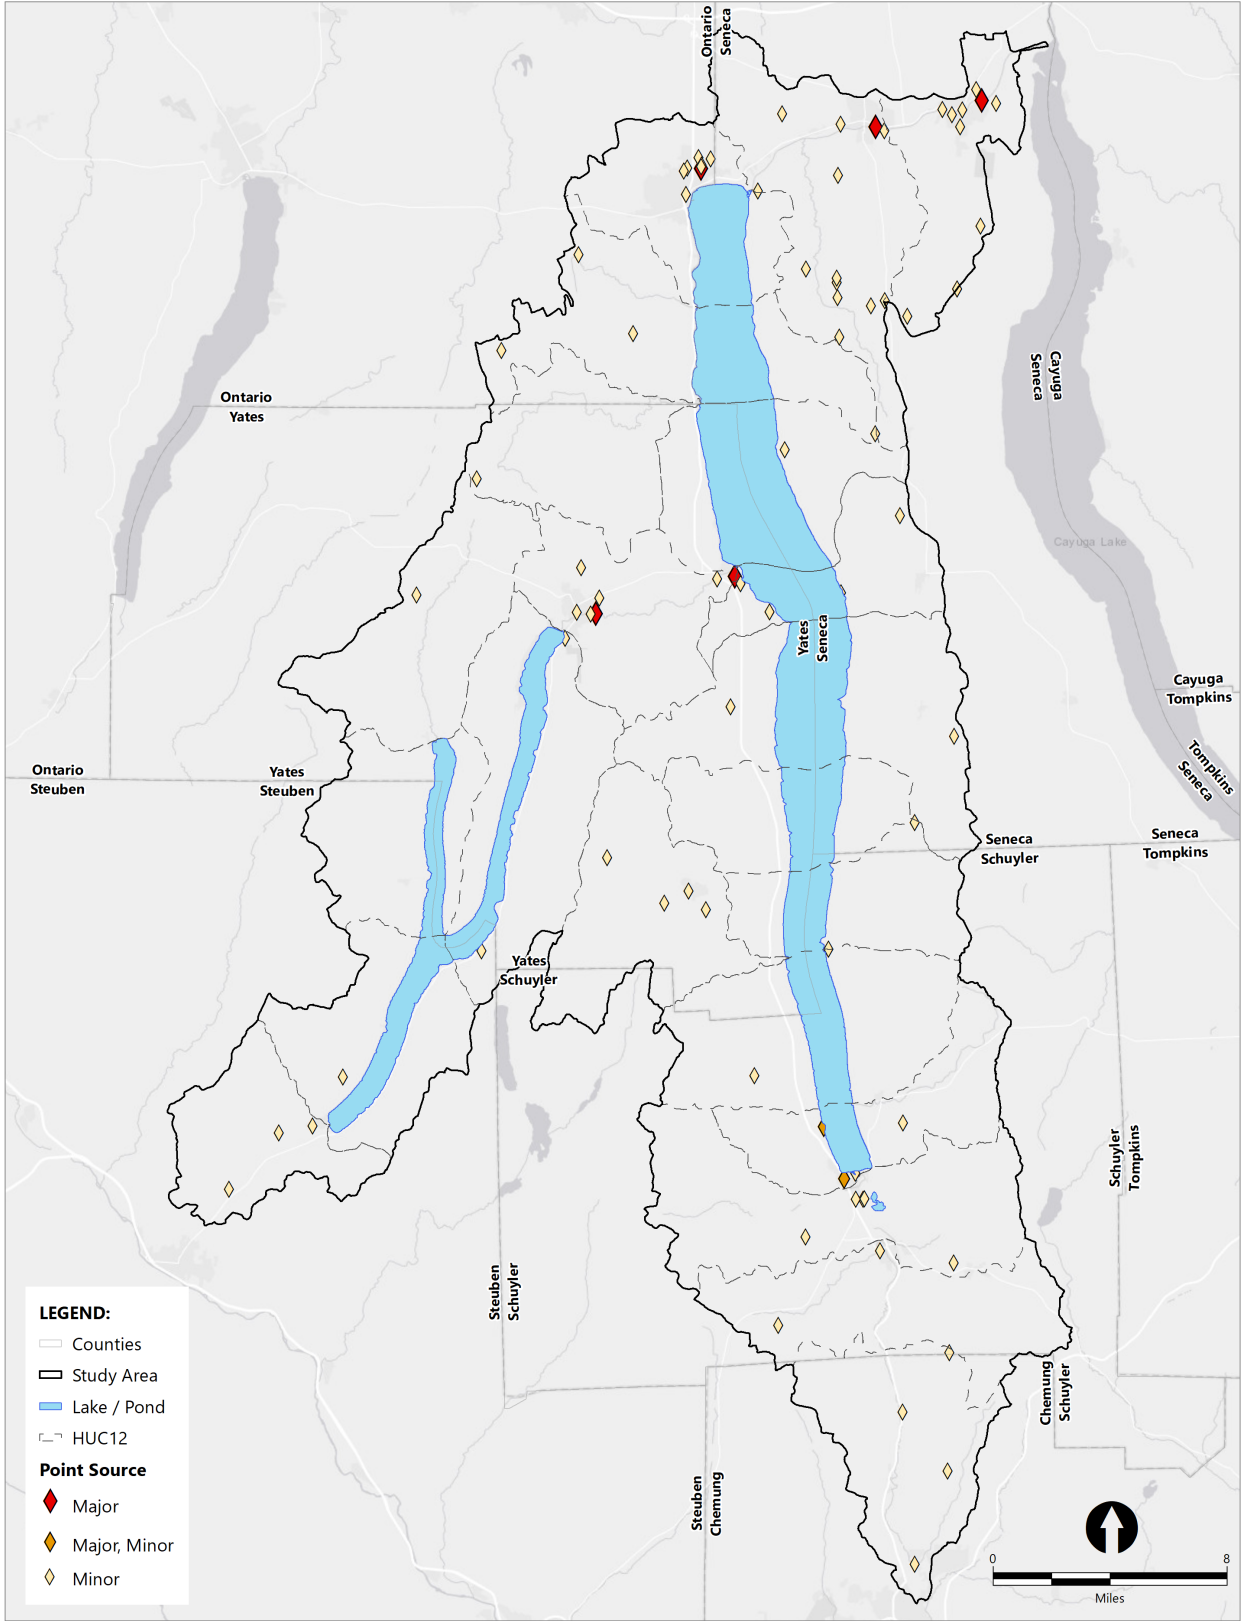 Ontario
Seneca
Cayuga
Seneca
Ontario
Yates
Cayuga Lake
Yates
Seneca
Cayuga
Tompkins
Tompkins
Seneca
Ontario
Steuben
Yates
Steuben
Seneca
Schuyler
Seneca
Tompkins
Yates
Schuyler
Schuyler
Tompkins
Steuben
Schuyler
Chemung
Schuyler
Steuben
Chemung
LEGEND:
Counties
Study Area
Lake / Pond
HUC12
Point Source
Major
Major, Minor
Minor
0 8
Miles